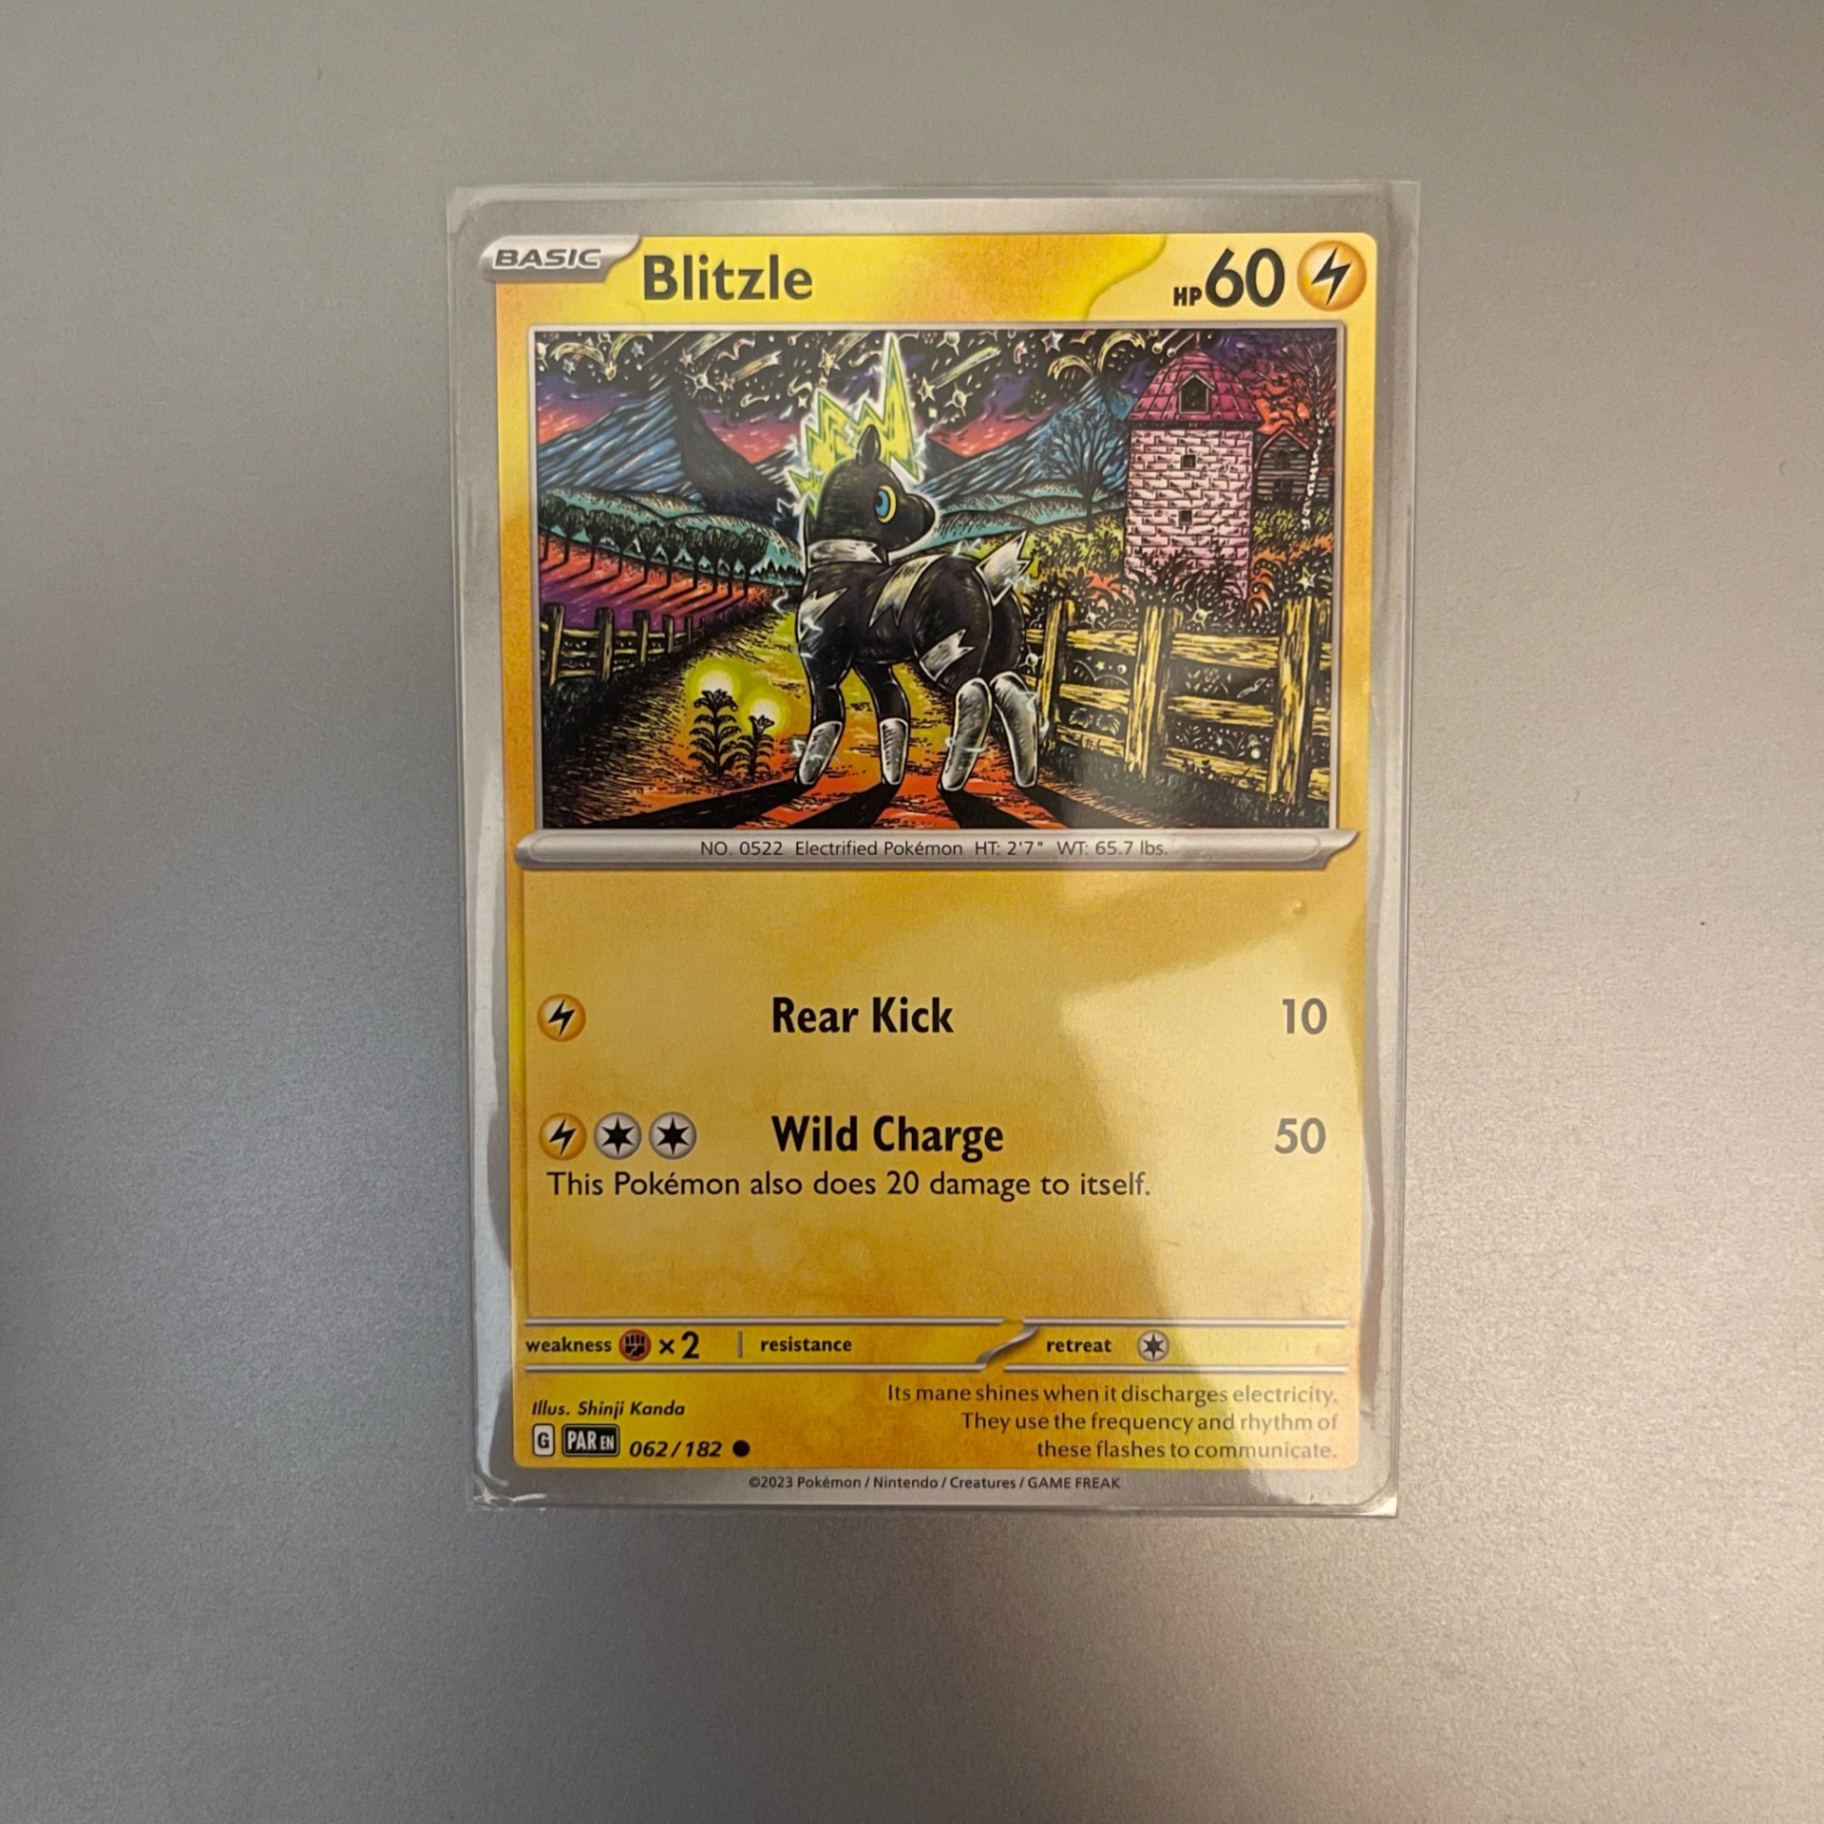 BASIC Blitzle HP 60
NO. 0522 Electrified Pokémon HT: 2'7" WT: 65.7 lbs.
Rear Kick 10
Wild Charge 50
This Pokémon also does 20 damage to itself.
weakness × 2 | resistance retreat
Its mane shines when it discharges electricity.
They use the frequency and rhythm of
these flashes to communicate.
Illus. Shinji Kanda
G PAR EN 062/182
©2023 Pokémon / Nintendo / Creatures / GAME FREAK